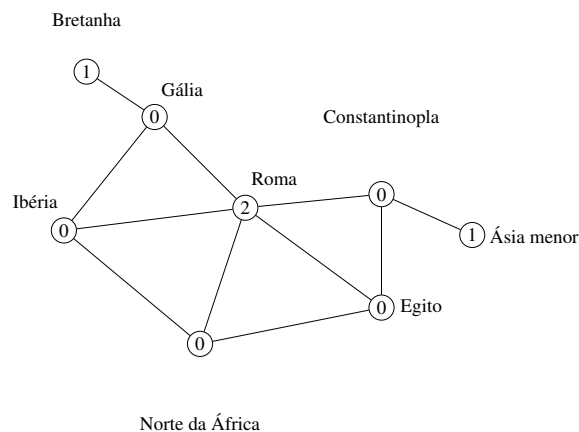 Bretanha
1
Gália
0
Constantinopla
Roma
Ibéria
0
2
0
0
1
Ásia menor
0
Egito
0
Norte da África